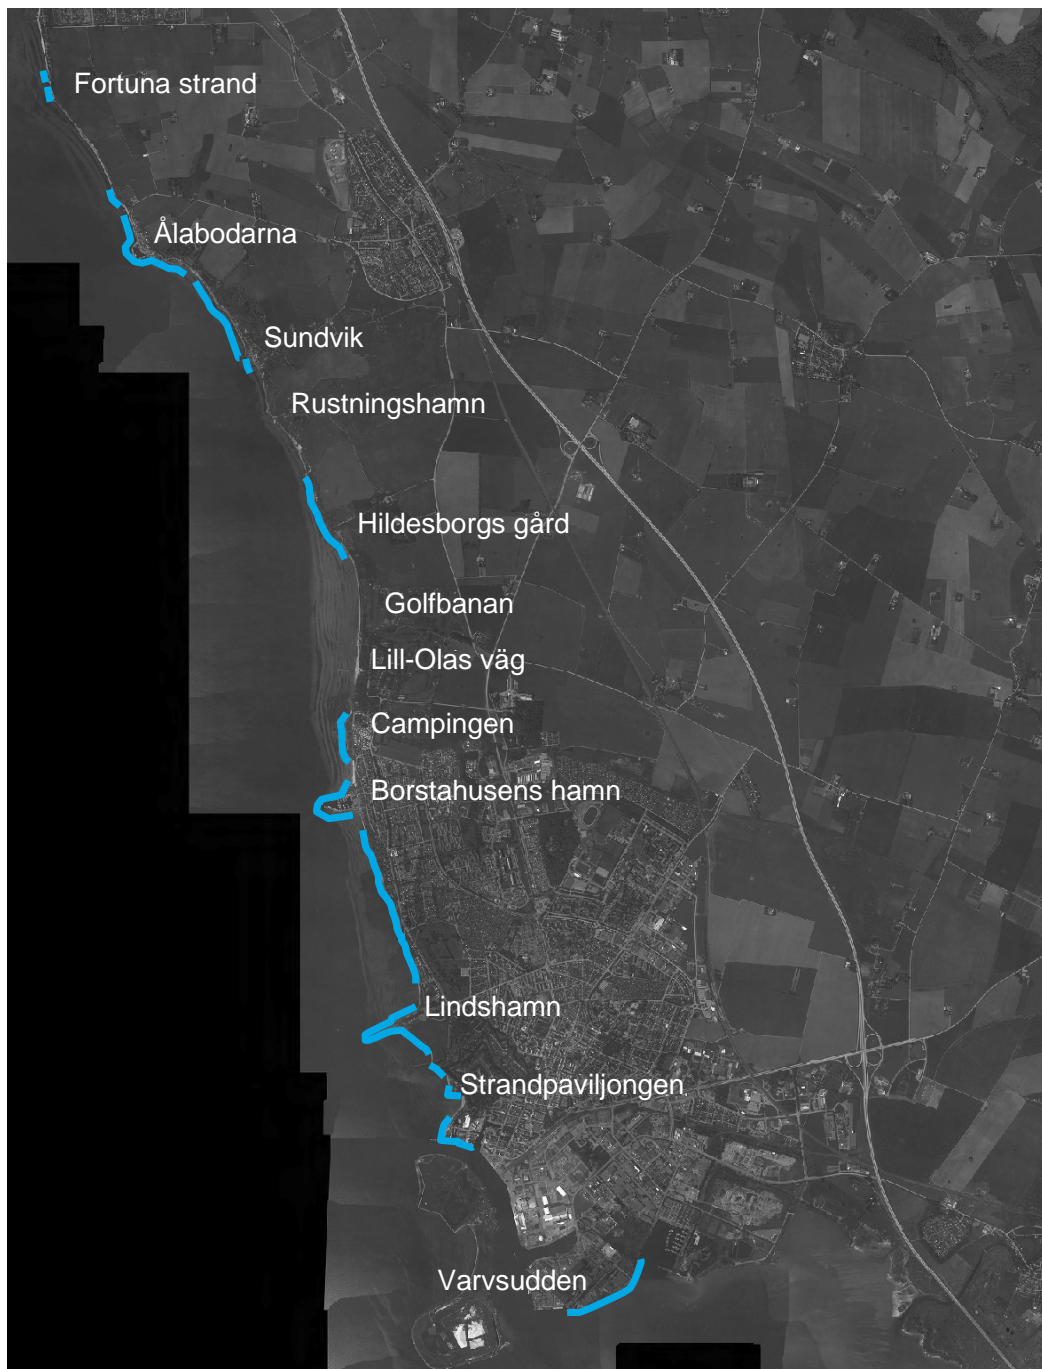 Fortuna strand
Ålabodarna
Sundvik
Rustningshamn
Hildesborgs gård
Golfbanan
Lill-Olas väg
Campingen
Borstahusens hamn
Lindshamn
Strandpaviljongen
Varvsudden